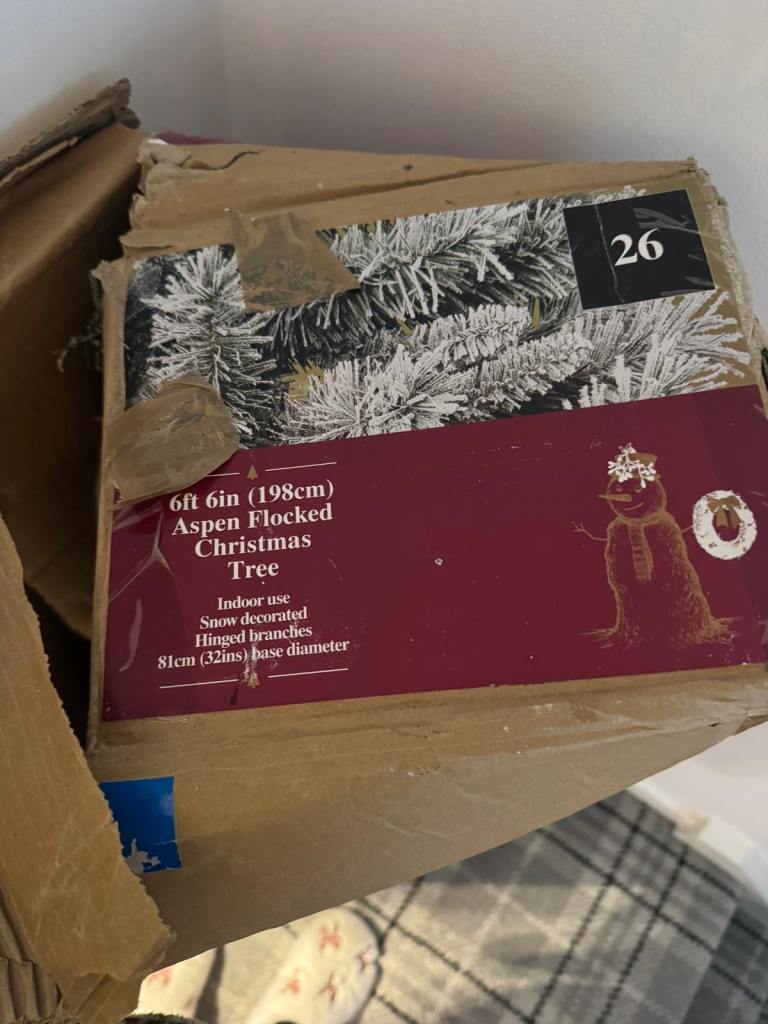 26
6ft 6in (198cm)
Aspen Flocked
Christmas
Tree
Indoor use
Snow decorated
Hinged branches
81cm (32ins) base diameter